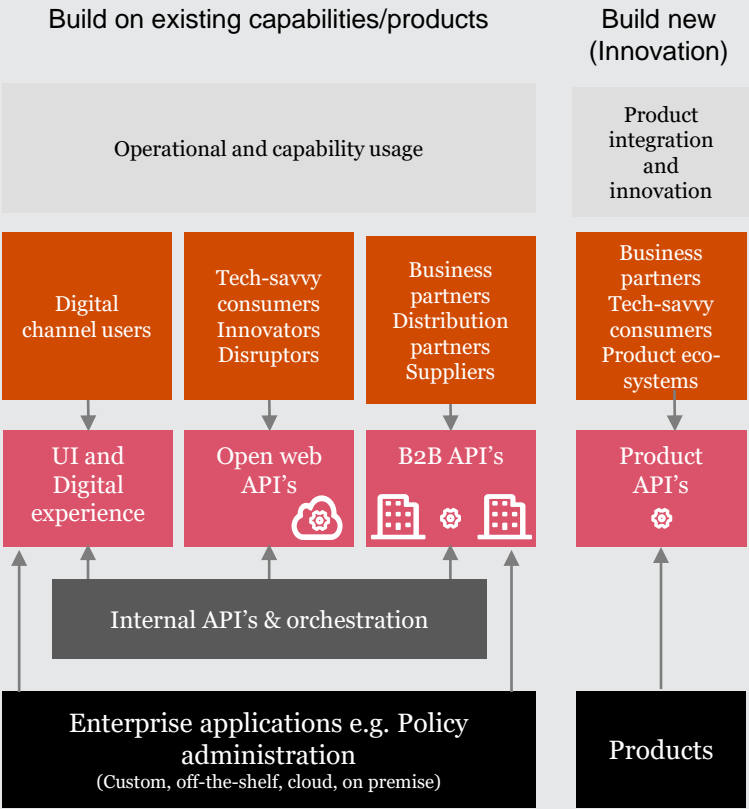 Build on existing capabilities/products
Build new
(Innovation)
Operational and capability usage
Product
integration
and
innovation
Digital
channel users
Tech-savvy
consumers
Innovators
Disruptors
Business
partners
Distribution
partners
Suppliers
Business
partners
Tech-savvy
consumers
Product eco-
systems
UI and
Digital
experience
Open web
API’s
B2B API’s
Product
API’s
Internal API’s & orchestration
Enterprise applications e.g. Policy
administration
(Custom, off-the-shelf, cloud, on premise)
Products